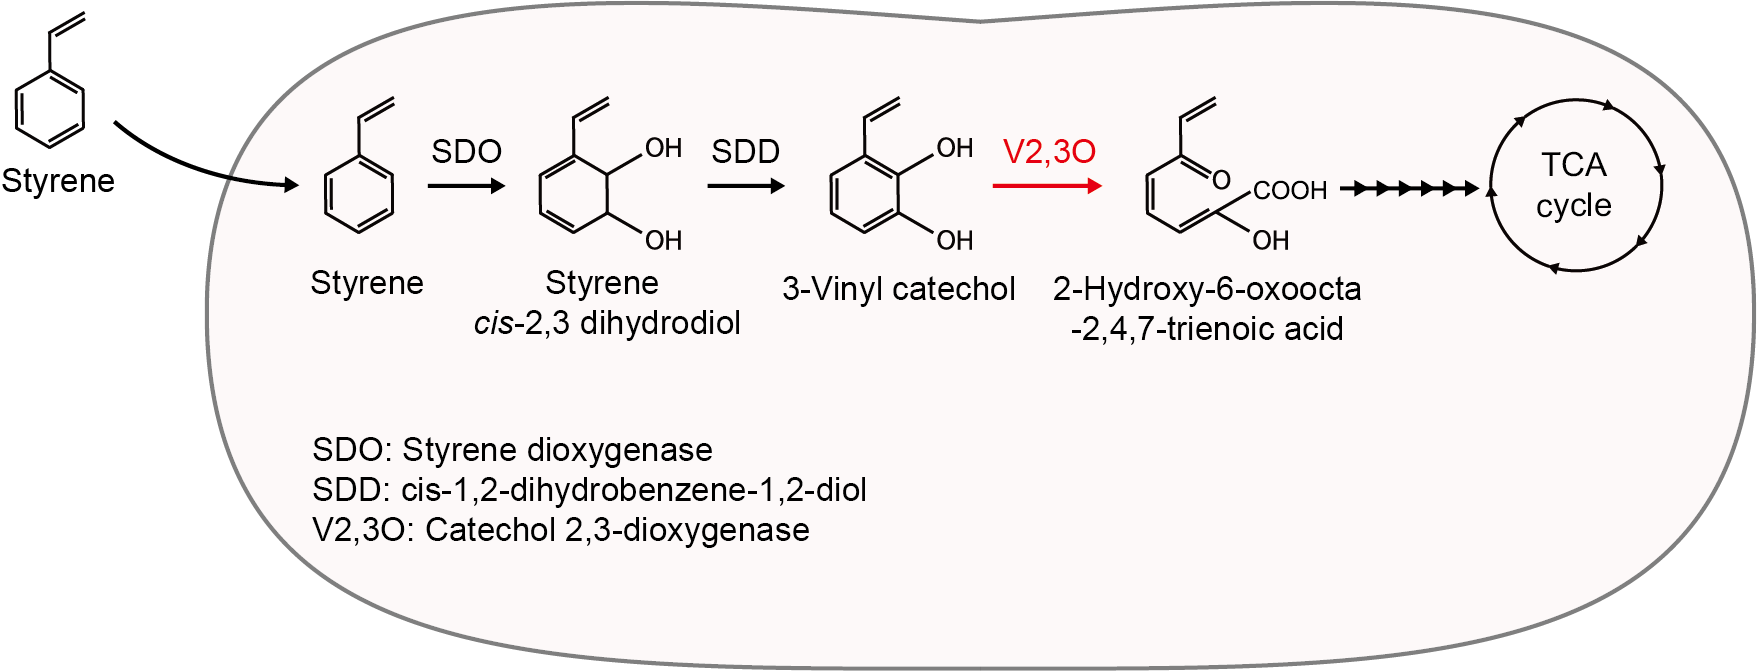 Styrene
SDO
OH
OH
SDD
OH
OH
V2,3O
O
COOH
OH
TCA
cycle
Styrene
Styrene
cis-2,3 dihydrodiol
3-Vinyl catechol
2-Hydroxy-6-oxoocta
-2,4,7-trienoic acid
SDO: Styrene dioxygenase
SDD: cis-1,2-dihydrobenzene-1,2-diol
V2,3O: Catechol 2,3-dioxygenase